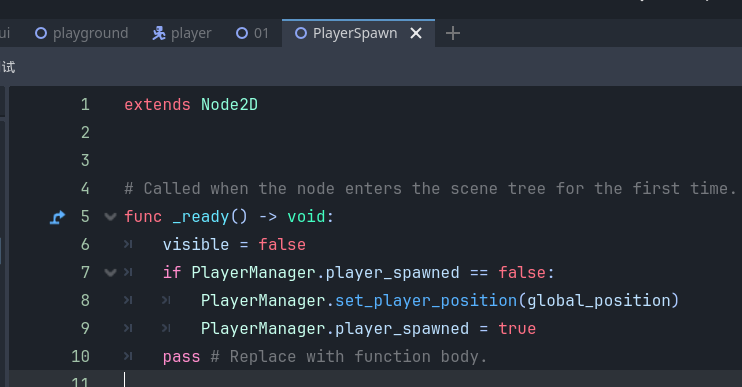 ui playground player 01 PlayerSpawn
试
1 extends Node2D
2
3
4 # Called when the node enters the scene tree for the first time.
5 func _ready() -> void:
6 visible = false
7 if PlayerManager.player_spawned == false:
8 PlayerManager.set_player_position(global_position)
9 PlayerManager.player_spawned = true
10 pass # Replace with function body.
11